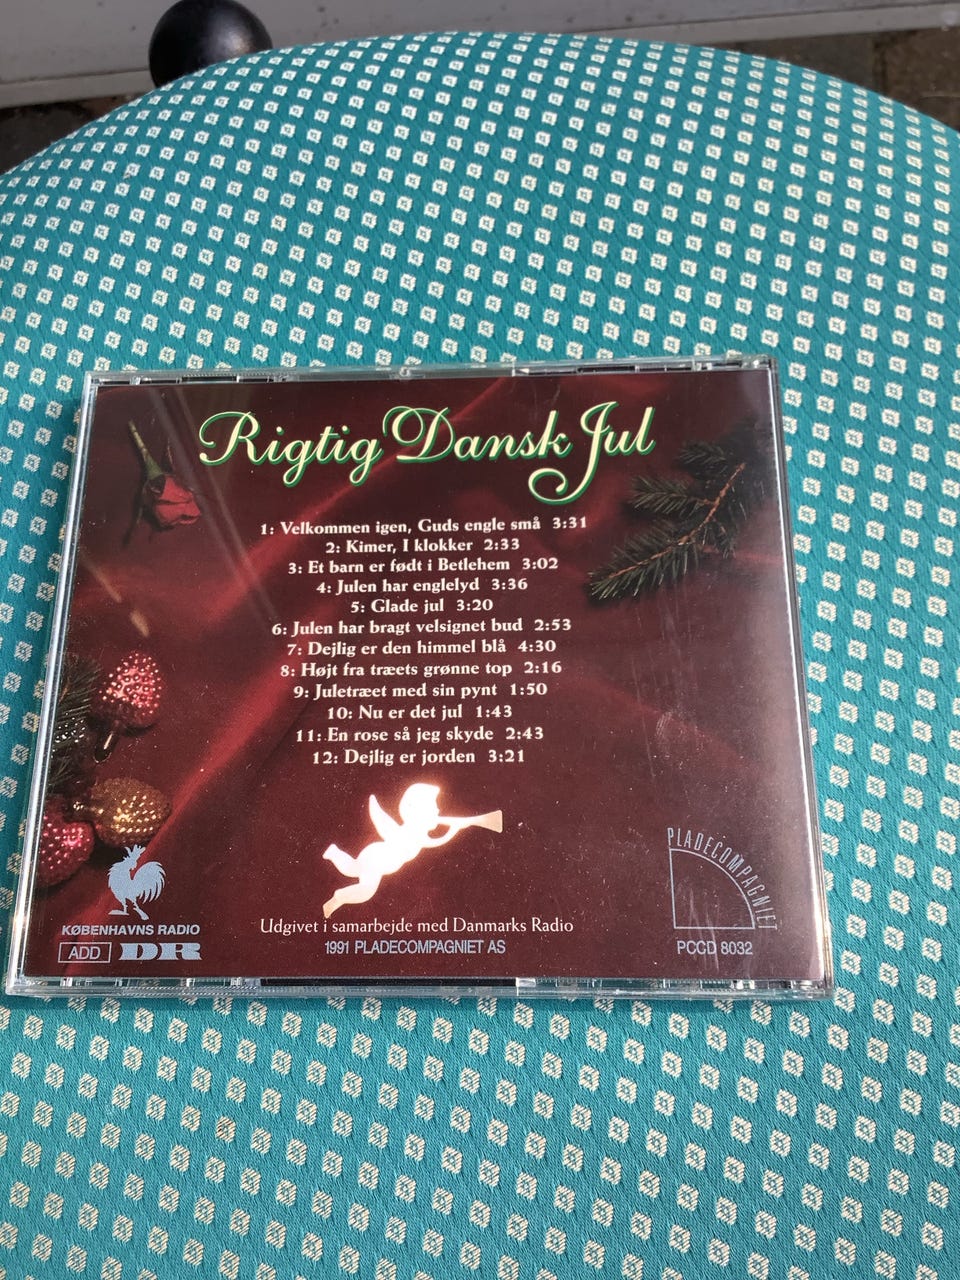 Rigtig Dansk Jul
1: Velkommen igen, Guds engle små 3:31
2: Kimer, I klokker 2:33
3: Et barn er født i Betlehem 3:02
4: Julen har englelyd 3:36
5: Glade jul 3:20
6: Julen har bragt velsignet bud 2:53
7: Dejlig er den himmel blå 4:30
8: Højt fra træets grønne top 2:16
9: Juletræet med sin pynt 1:50
10: Nu er det jul 1:43
11: En rose så jeg skyde 2:43
12: Dejlig er jorden 3:21
KØBENHAVNS RADIO
ADD DR
Udgivet i samarbejde med Danmarks Radio
1991 PLADECOMPAGNIET AS
PLADECOMPAGNIET
PCCD 8032